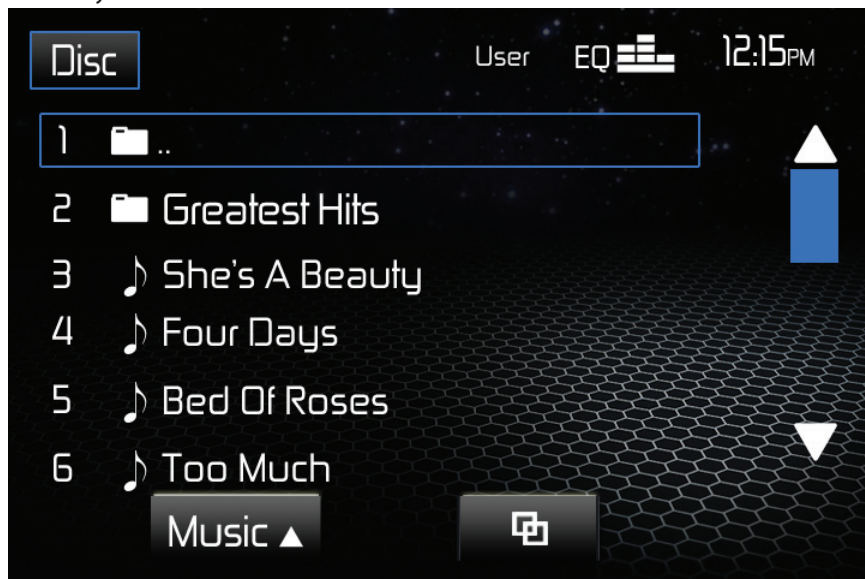 Disc User EQ 12:15PM
1 ..
2 Greatest Hits
3 She's A Beauty
4 Four Days
5 Bed Of Roses
6 Too Much
Music